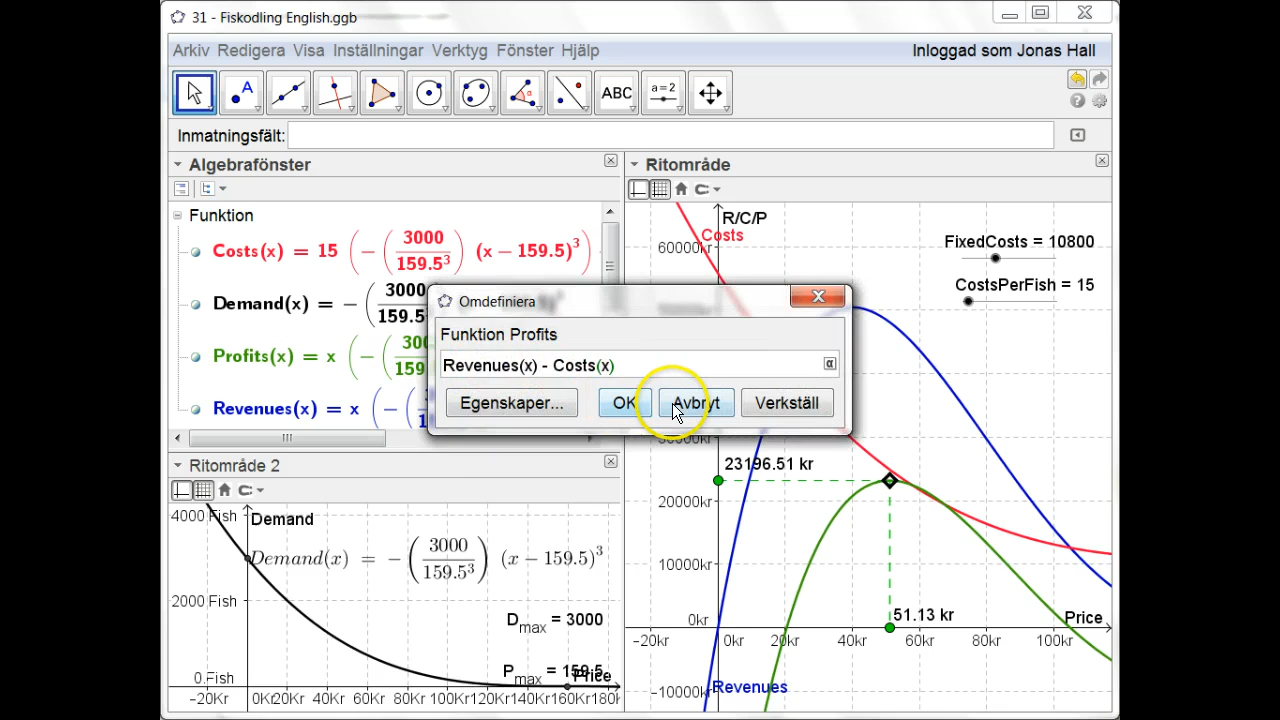 31 - Fiskodling English.ggb
Arkiv Redigera Visa Inställningar Verktyg Fönster Hjälp
Inloggad som Jonas Hall
A
α
ABC
a=2
Inmatningsfält:
Algebrafönster
Funktion
Costs(x) = 15 (−(3000/159.5³) (x − 159.5)³
Demand(x) = −(3000/159.5
Profits(x) = x (−(300/159
Revenues(x) = x (−(
Ritområde
R/C/P
Costs
60000kr
FixedCosts = 10800
CostsPerFish = 15
20000kr
10000kr
0kr
-10000kr
23196.51 kr
51.13 kr
Price
-20kr 0kr 20kr 40kr 60kr 80kr 100kr
Revenues
Omdefiniera
Funktion Profits
Revenues(x) - Costs(x)
α
Egenskaper... OK Avbryt Verkställ
Ritområde 2
4000 Fish
Demand
Demand(x) = −(3000/159.5³) (x − 159.5)³
2000 Fish
Dmax = 3000
Pmax = 159.5
Price
0 Fish
-20Kr 0Kr 20Kr 40Kr 60Kr 80Kr 100Kr 120Kr 140Kr 160Kr 180